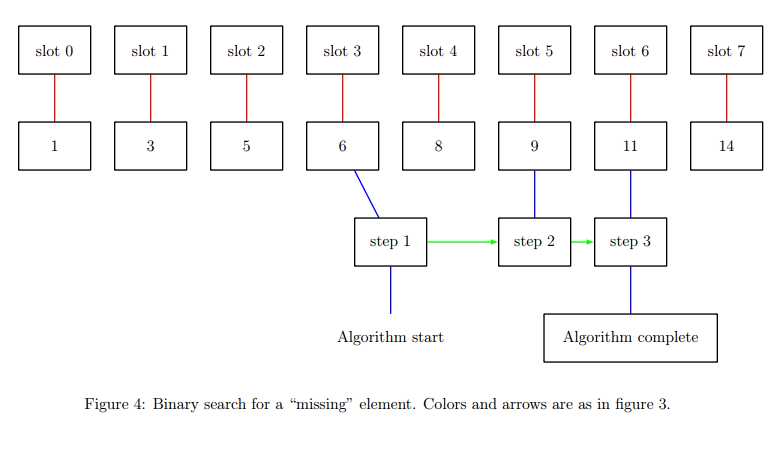 slot 0 slot 1 slot 2 slot 3 slot 4 slot 5 slot 6 slot 7
1 3 5 6 8 9 11 14
step 1 step 2 step 3
Algorithm start Algorithm complete
Figure 4: Binary search for a “missing” element. Colors and arrows are as in figure 3.